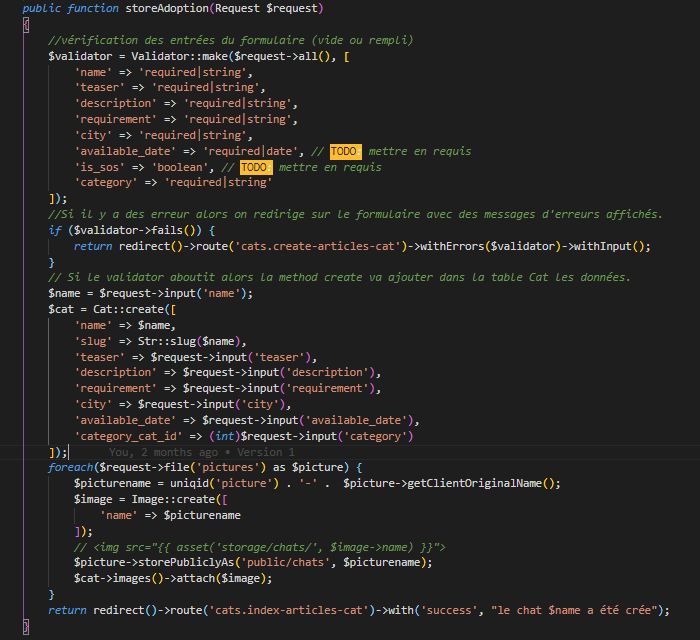 public function storeAdoption(Request $request)
{
//vérification des entrées du formulaire (vide ou rempli)
$validator = Validator::make($request->all(), [
'name' => 'required|string',
'teaser' => 'required|string',
'description' => 'required|string',
'requirement' => 'required|string',
'city' => 'required|string',
'available_date' => 'required|date', // TODO: mettre en requis
'is_sos' => 'boolean', // TODO: mettre en requis
'category' => 'required|string'
]);
//Si il y a des erreur alors on redirige sur le formulaire avec des messages d'erreurs affichés.
if ($validator->fails()) {
return redirect()->route('cats.create-articles-cat')->withErrors($validator)->withInput();
}
// Si le validator aboutit alors la method create va ajouter dans la table Cat les données.
$name = $request->input('name');
$cat = Cat::create([
'name' => $name,
'slug' => Str::slug($name),
'teaser' => $request->input('teaser'),
'description' => $request->input('description'),
'requirement' => $request->input('requirement'),
'city' => $request->input('city'),
'available_date' => $request->input('available_date'),
'category_cat_id' => (int)$request->input('category')
]); You, 2 months ago • Version 1
foreach($request->file('pictures') as $picture) {
$picturename = uniqid('picture') . '-' . $picture->getClientOriginalName();
$image = Image::create([
'name' => $picturename
]);
// <img src="{{ asset('storage/chats/', $image->name) }}">
$picture->storePubliclyAs('public/chats', $picturename);
$cat->images()->attach($image);
}
return redirect()->route('cats.index-articles-cat')->with('success', "le chat $name a été crée");
}